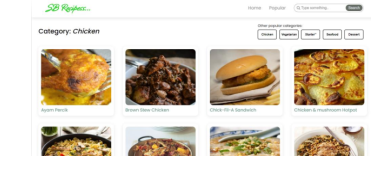 SB Recipes...
Home Popular Type something... Search
Other popular categories:
Category: Chicken
Chicken Vegetarian Starter Seafood Dessert
Ayam Percik Brown Stew Chicken Chick-Fil-A Sandwich Chicken & mushroom Hotpot